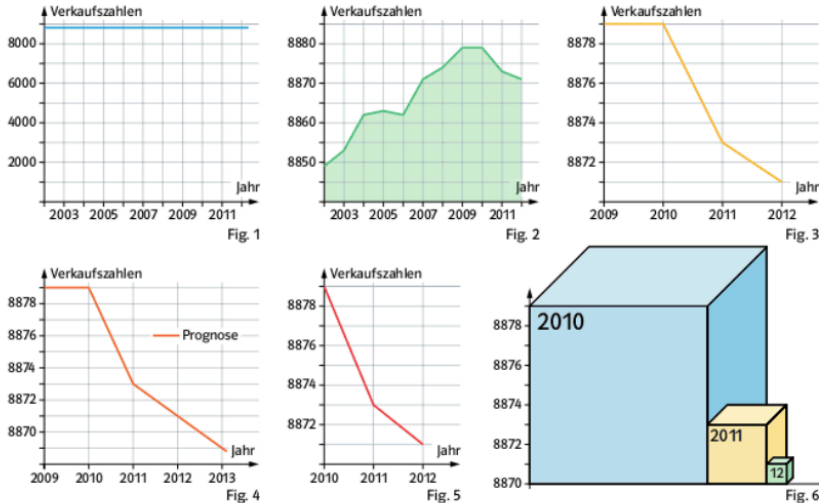 Verkaufszahlen
8000
6000
4000
2000
Jahr
2003 2005 2007 2009 2011
Fig. 1
Verkaufszahlen
8880
8870
8860
8850
Jahr
2003 2005 2007 2009 2011
Fig. 2
Verkaufszahlen
8878
8876
8874
8872
Jahr
2009 2010 2011 2012
Fig. 3
Verkaufszahlen
8878
8876
8874
8872
8870
Prognose
Jahr
2009 2010 2011 2012 2013
Fig. 4
Verkaufszahlen
8878
8876
8874
8872
Jahr
2010 2011 2012
Fig. 5
8878
8876
8874
8872
8870
2010
2011
12
Fig. 6